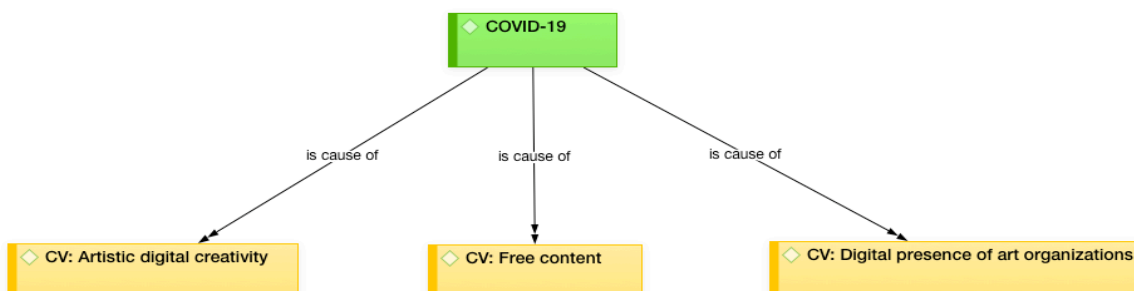 COVID-19
is cause of
is cause of
is cause of
CV: Artistic digital creativity
CV: Free content
CV: Digital presence of art organizations